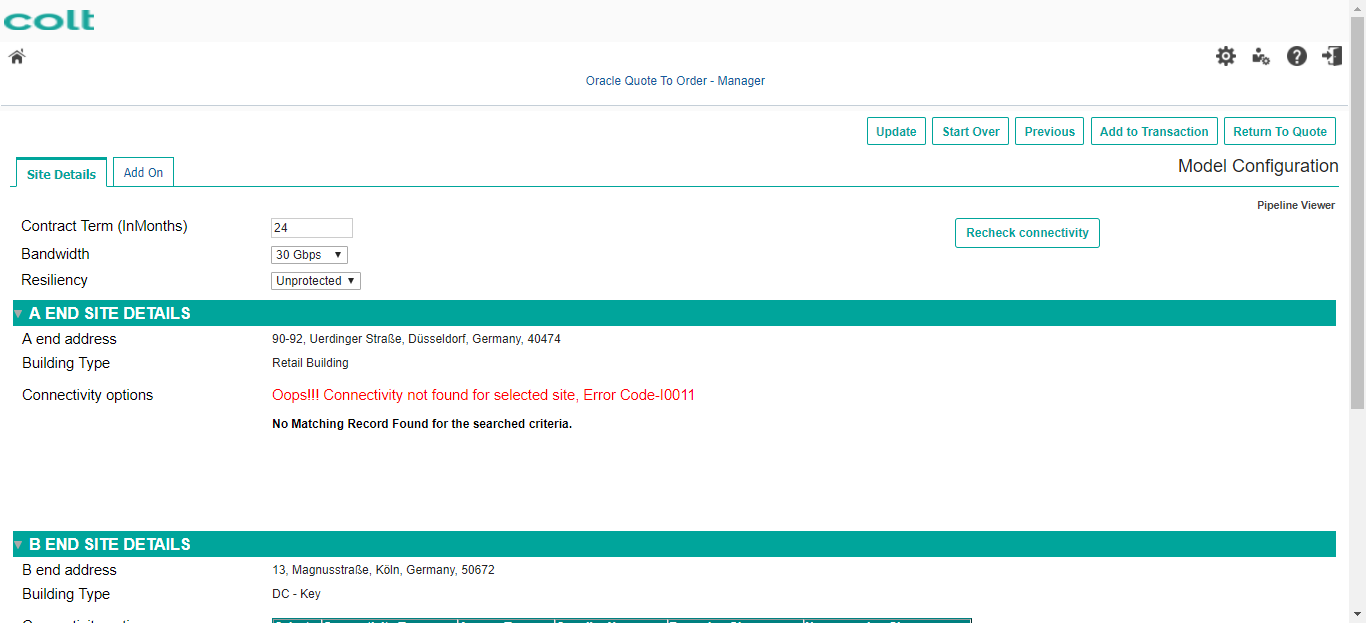 colt
Oracle Quote To Order - Manager
Update Start Over Previous Add to Transaction Return To Quote
Site Details Add On Model Configuration
Pipeline Viewer
Contract Term (InMonths) 24 Recheck connectivity
Bandwidth 30 Gbps
Resiliency Unprotected
A END SITE DETAILS
A end address 90-92, Uerdinger Straße, Düsseldorf, Germany, 40474
Building Type Retail Building
Connectivity options Oops!!! Connectivity not found for selected site, Error Code-I0011
No Matching Record Found for the searched criteria.
B END SITE DETAILS
B end address 13, Magnusstraße, Köln, Germany, 50672
Building Type DC - Key